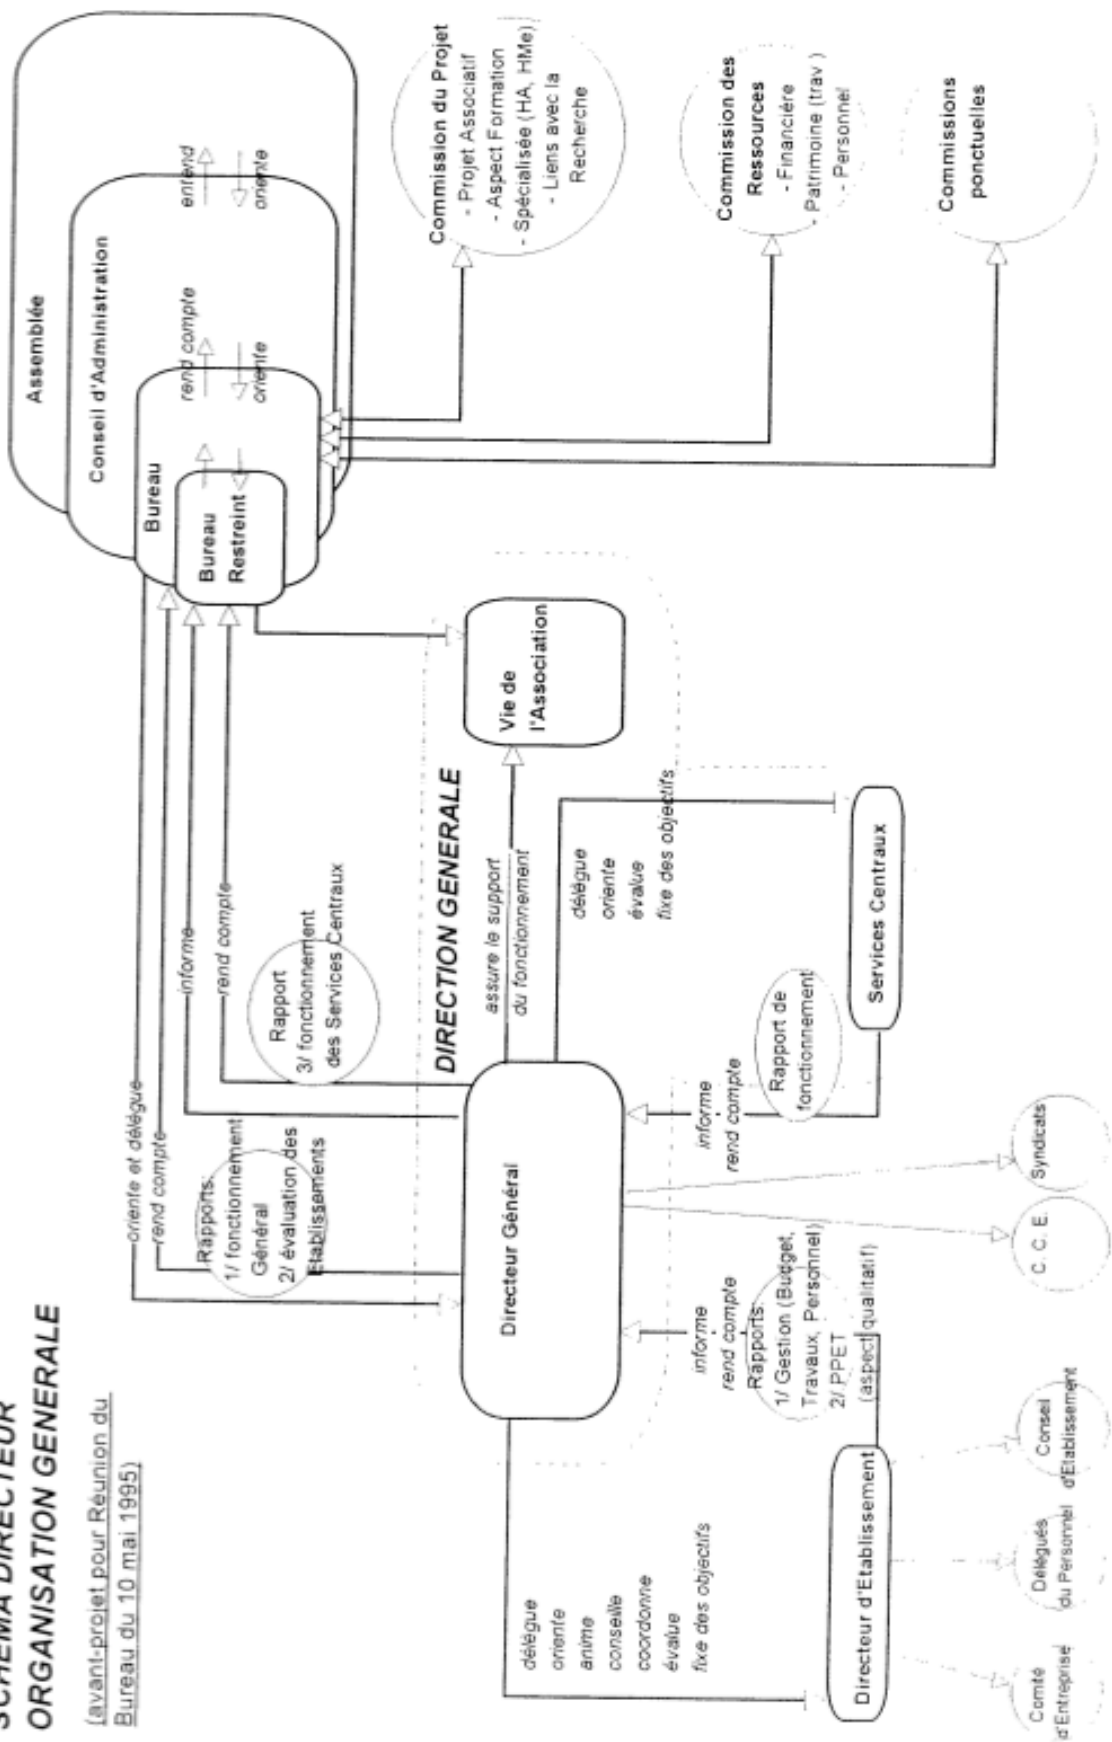 SCHEMA DIRECTEUR
ORGANISATION GENERALE
(avant-projet pour Réunion du
Bureau du 10 mai 1995)
Assemblée
Conseil d'Administration
Bureau
Bureau
Restreint
entend
oriente
rend compte
oriente
oriente et délègue
rend compte
informe
rend compte
Rapports:
1/ fonctionnement
Général
2/ évaluation des
Etablissements
Rapport
3/ fonctionnement
des Services Centraux
Commission du Projet
- Projet Associatif
- Aspect Formation
- Spécialisée (HA, HMe)
- Liens avec la
Recherche
Commission des
Ressources
- Financière
- Patrimoine (trav )
- Personnel
Commissions
ponctuelles
DIRECTION GENERALE
Directeur Général
assure le support
du fonctionnement
Vie de
l'Association
délègue
oriente
évalue
fixe des objectifs
Services Centraux
informe
rend compte
Rapport de
fonctionnement
Syndicats
C. C. E.
informe
rend compte
Rapports:
1/ Gestion (Budget,
Travaux, Personnel)
2/ PPET
(aspect qualitatif)
délègue
oriente
anime
conseille
coordonne
évalue
fixe des objectifs
Directeur d'Etablissement
Comité
d'Entreprise
Délégués
du Personnel
Conseil
d'Etablissement